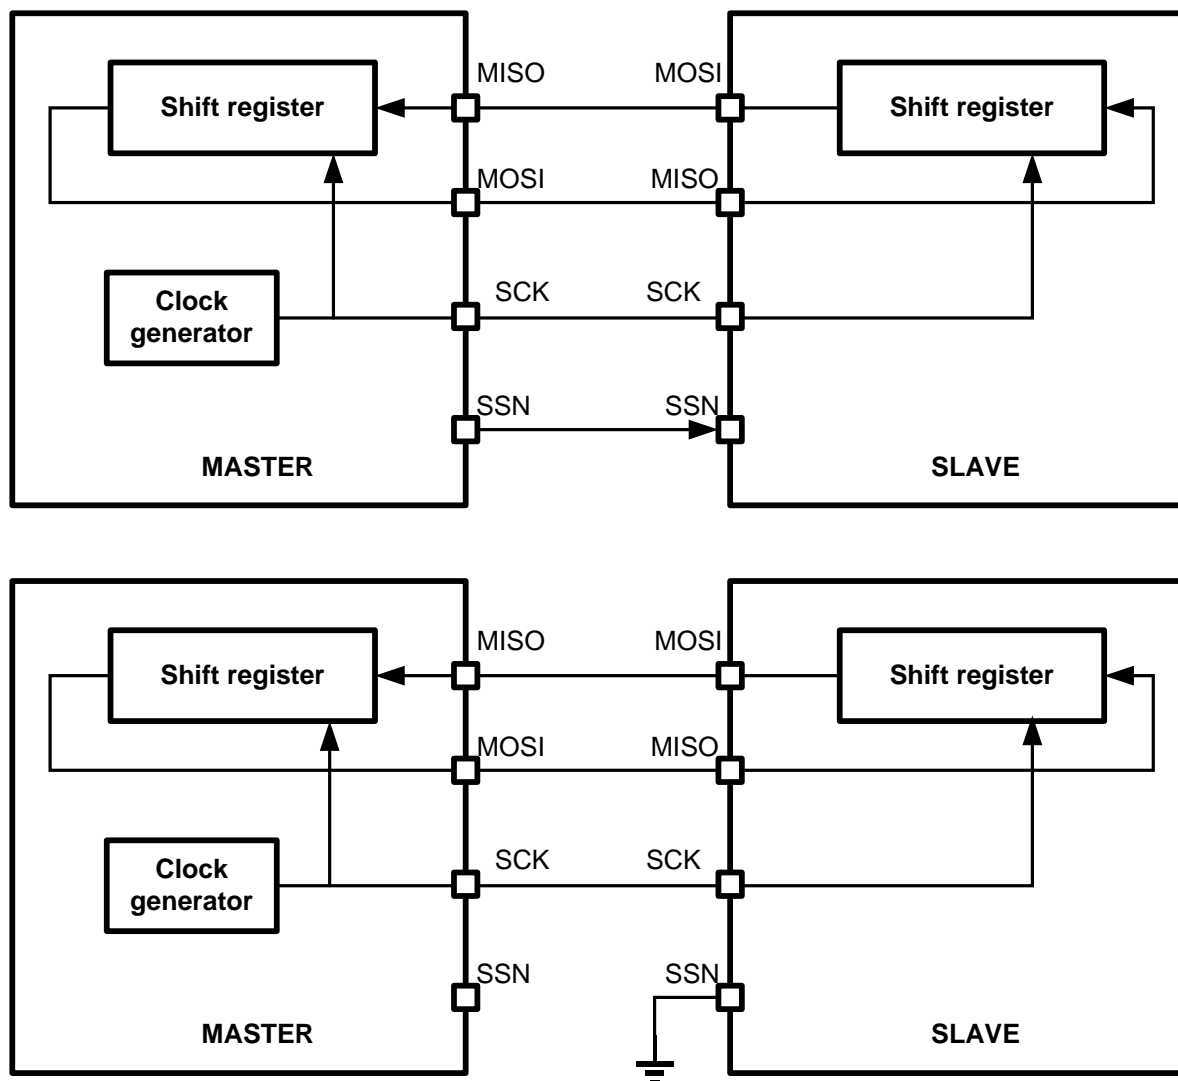 MISO MOSI
Shift register Shift register
MOSI MISO
SCK SCK
Clock
generator
SSN SSN
MASTER SLAVE
MISO MOSI
Shift register Shift register
MOSI MISO
SCK SCK
Clock
generator
SSN SSN
MASTER SLAVE